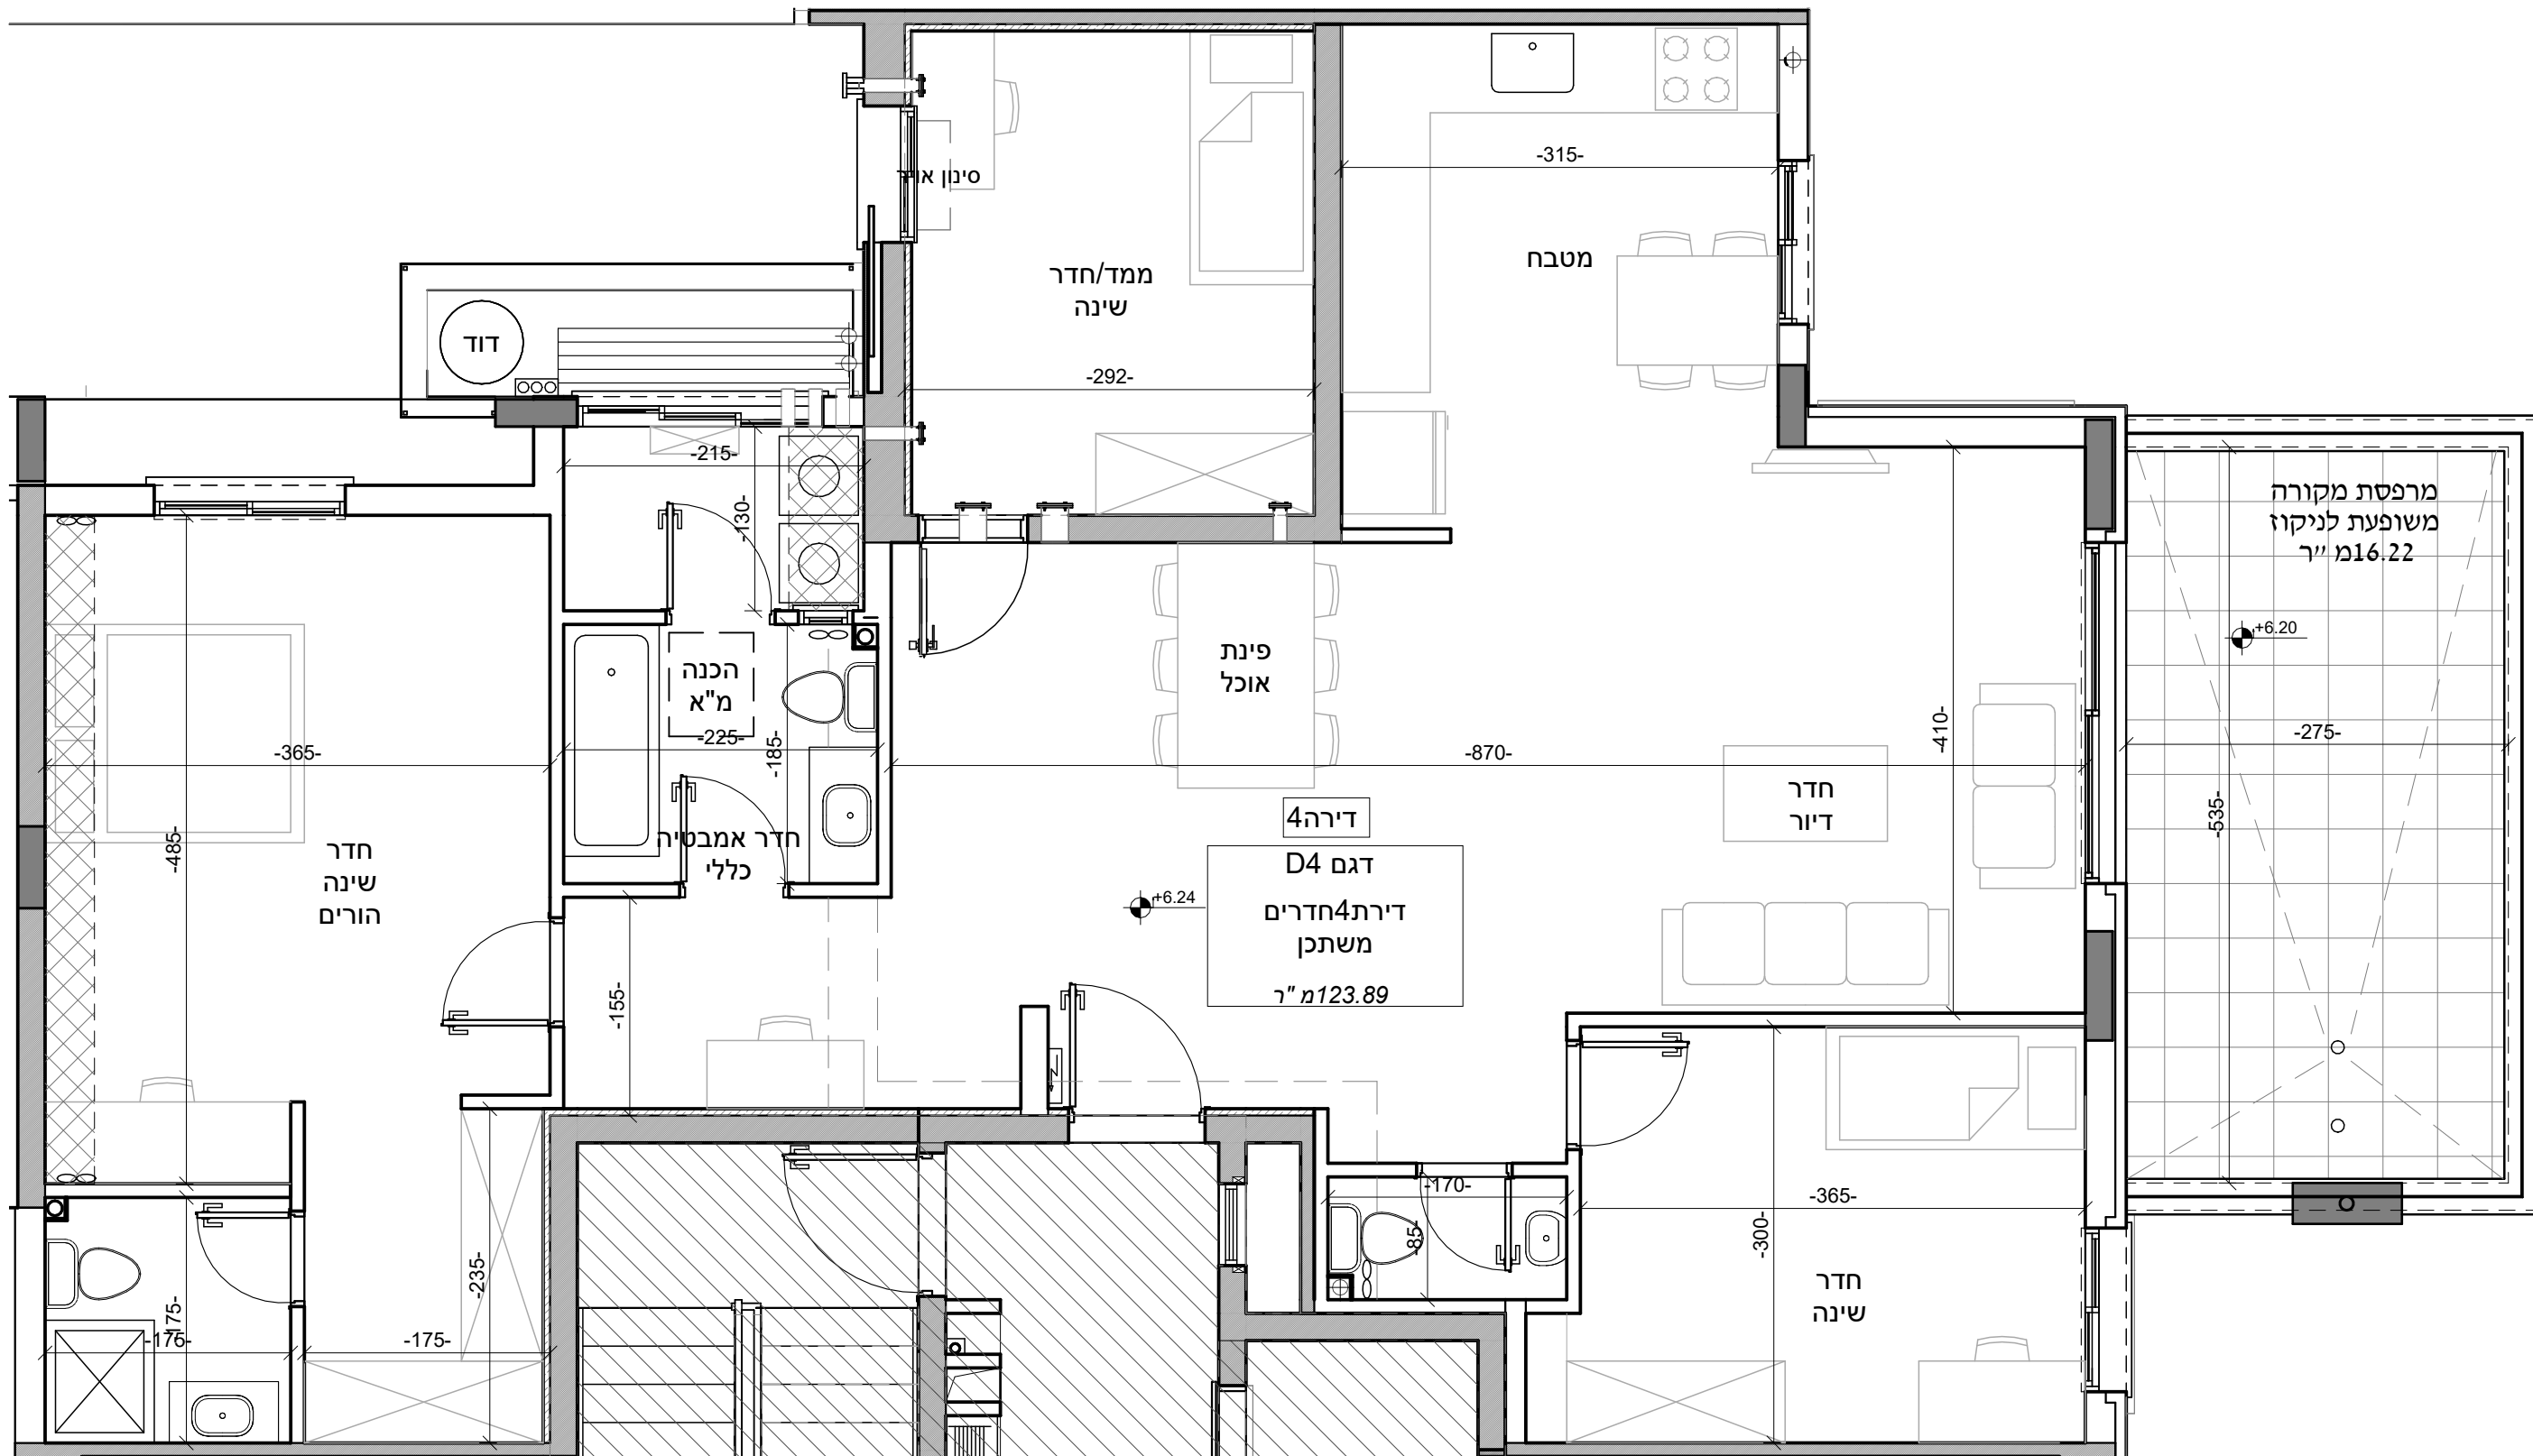 -315-
סינון אויר
מטבח
ממד/חדר
שינה
דוד
-292-
-215-
-130-
מרפסת מקורה
משופעת לניקוז
16.22מ ״ר
+6.20
פינת
אוכל
הכנה
מ"א
-225-
-185-
-365-
-870-
-410-
-275-
-535-
חדר
דיור
דירה4
חדר אמבטיה
כללי
-485-
חדר
שינה
הורים
דגם D4
דירת4חדרים
משתכן
123.89מ "ר
+6.24
-155-
-170-
-85-
-365-
-300-
-235-
חדר
שינה
-175-
-175-
-175-